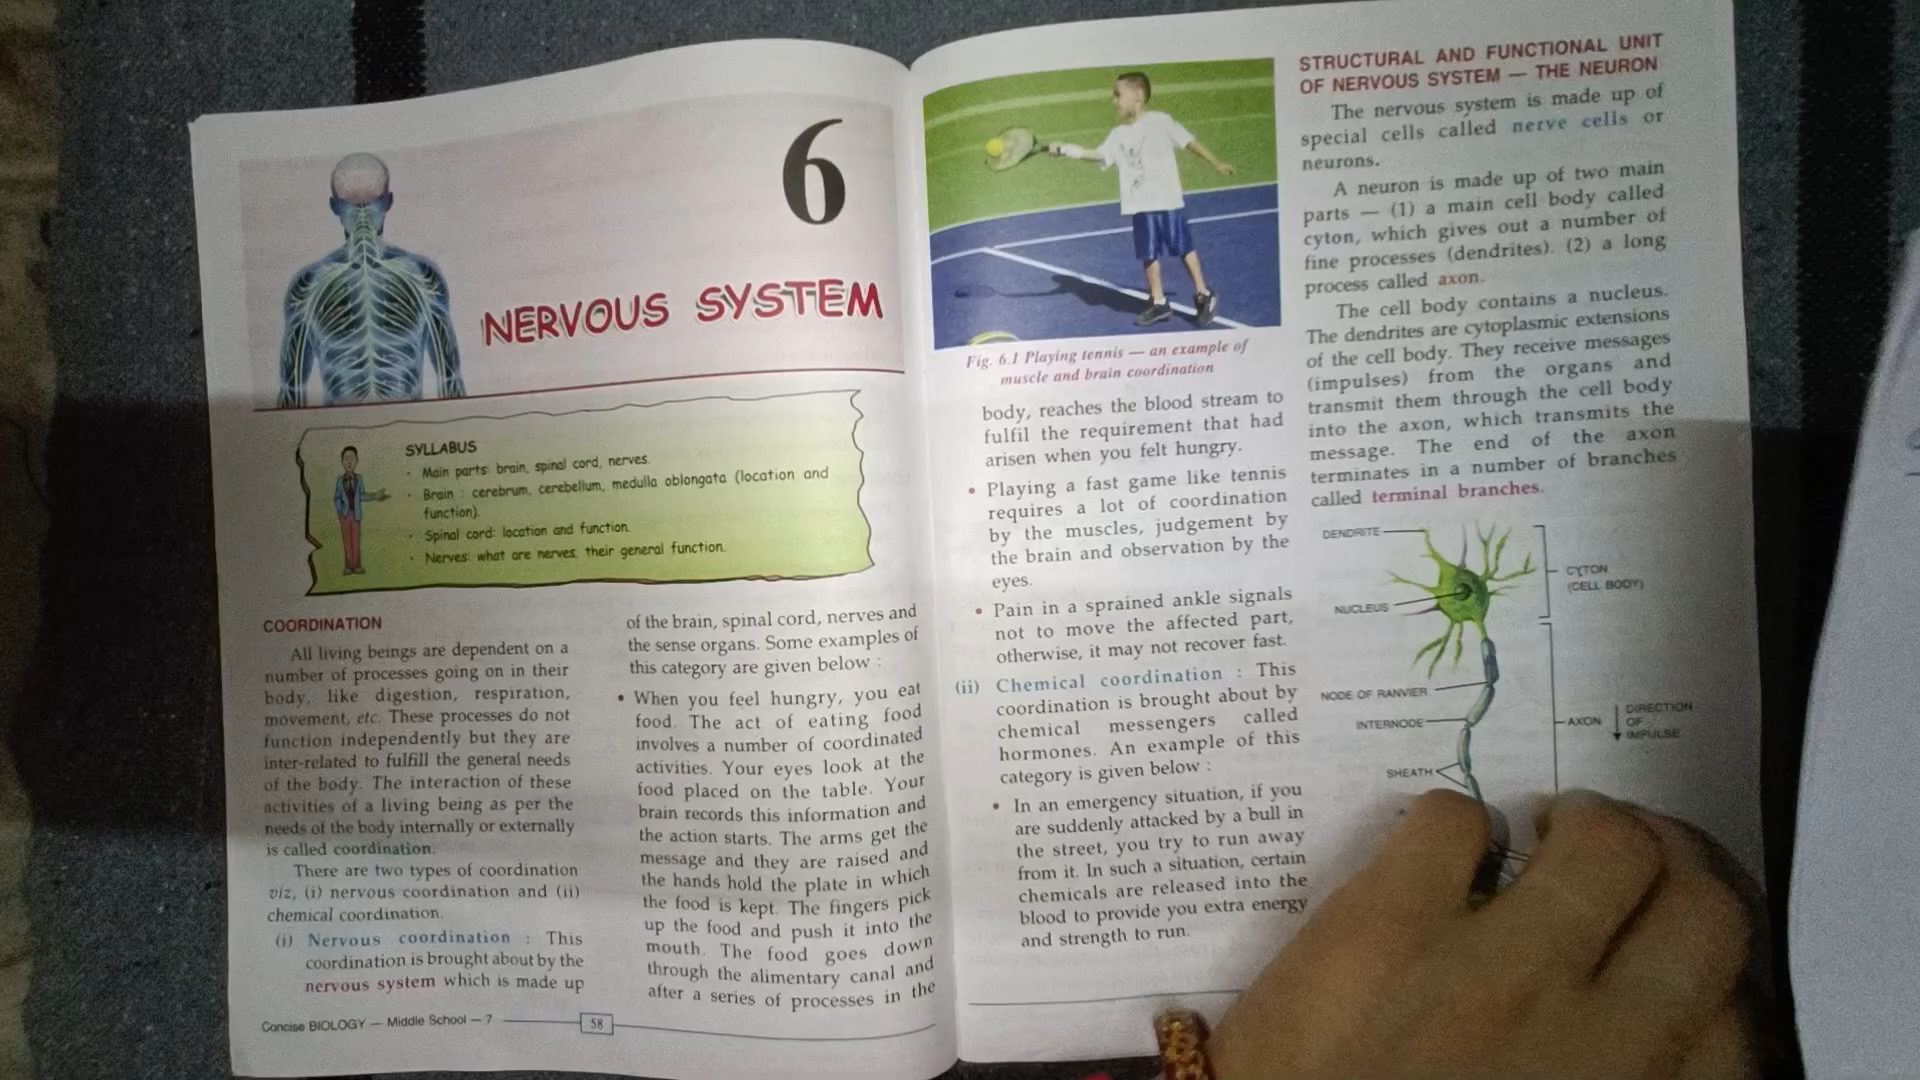 6
NERVOUS SYSTEM
SYLLABUS
• Main parts: brain, spinal cord, nerves.
• Brain : cerebrum, cerebellum, medulla oblongata (location and
function).
• Spinal cord: location and function.
• Nerves: what are nerves, their general function.
COORDINATION
All living beings are dependent on a
number of processes going on in their
body, like digestion, respiration,
movement, etc. These processes do not
function independently but they are
inter-related to fulfill the general needs
of the body. The interaction of these
activities of a living being as per the
needs of the body internally or externally
is called coordination.
There are two types of coordination
viz, (i) nervous coordination and (ii)
chemical coordination.
(i) Nervous coordination : This
coordination is brought about by the
nervous system which is made up
of the brain, spinal cord, nerves and
the sense organs. Some examples of
this category are given below :
• When you feel hungry, you eat
food. The act of eating food
involves a number of coordinated
activities. Your eyes look at the
food placed on the table. Your
brain records this information and
the action starts. The arms get the
message and they are raised and
the hands hold the plate in which
the food is kept. The fingers pick
up the food and push it into the
mouth. The food goes down
through the alimentary canal and
after a series of processes in the
Concise BIOLOGY — Middle School — 7
58
Fig. 6.1 Playing tennis — an example of
muscle and brain coordination
body, reaches the blood stream to
fulfil the requirement that had
arisen when you felt hungry.
• Playing a fast game like tennis
requires a lot of coordination
by the muscles, judgement by
the brain and observation by the
eyes.
• Pain in a sprained ankle signals
not to move the affected part,
otherwise, it may not recover fast.
(ii) Chemical coordination : This
coordination is brought about by
chemical messengers called
hormones. An example of this
category is given below :
• In an emergency situation, if you
are suddenly attacked by a bull in
the street, you try to run away
from it. In such a situation, certain
chemicals are released into the
blood to provide you extra energy
and strength to run.
STRUCTURAL AND FUNCTIONAL UNIT
OF NERVOUS SYSTEM — THE NEURON
The nervous system is made up of
special cells called nerve cells or
neurons.
A neuron is made up of two main
parts — (1) a main cell body called
cyton, which gives out a number of
fine processes (dendrites). (2) a long
process called axon.
The cell body contains a nucleus.
The dendrites are cytoplasmic extensions
of the cell body. They receive messages
(impulses) from the organs and
transmit them through the cell body
into the axon, which transmits the
message. The end of the axon
terminates in a number of branches
called terminal branches.
DENDRITE
CYTON
(CELL BODY)
NUCLEUS
NODE OF RANVIER
INTERNODE
AXON
DIRECTION
OF
IMPULSE
SHEATH